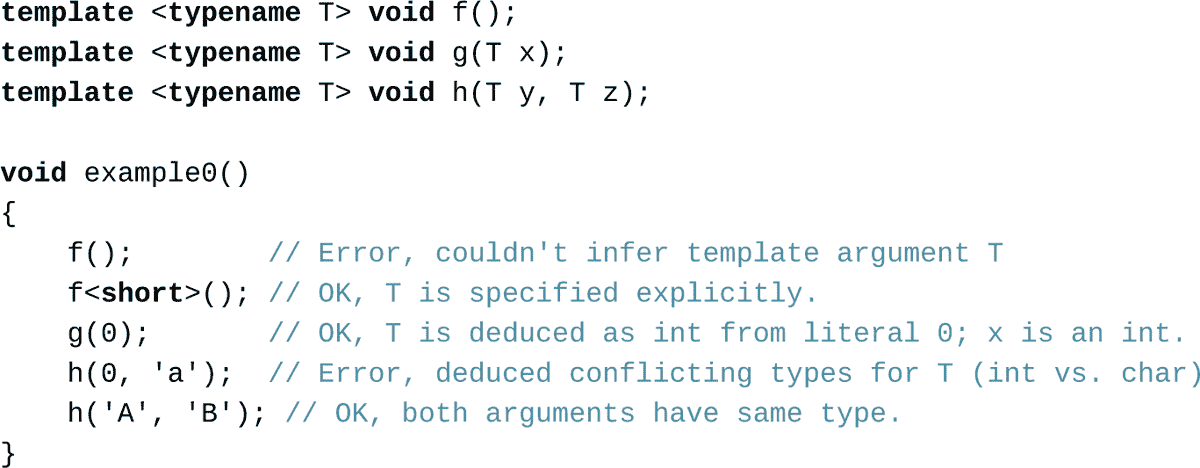 template <typename T> void f();
template <typename T> void g(T x);
template <typename T> void h(T y, T z);

void example0()
{
    f();        // Error, couldn't infer template argument T
    f<short>(); // OK, T is specified explicitly.
    g(0);       // OK, T is deduced as int from literal 0; x is an int.
    h(0, 'a');  // Error, deduced conflicting types for T (int vs. char)
    h('A', 'B'); // OK, both arguments have same type.
}